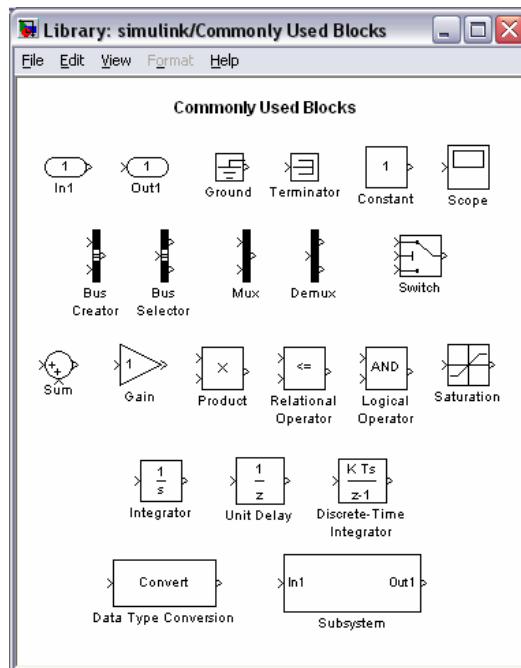 Library: simulink/Commonly Used Blocks
File Edit View Format Help
Commonly Used Blocks
1 1 1
In1 Out1 Ground Terminator Constant Scope
Bus Creator Bus Selector Mux Demux Switch
+ + 1 × <= AND
Sum Gain Product Relational Operator Logical Operator Saturation
1/s 1/z K Ts/z-1
Integrator Unit Delay Discrete-Time Integrator
Convert In1 Out1
Data Type Conversion Subsystem